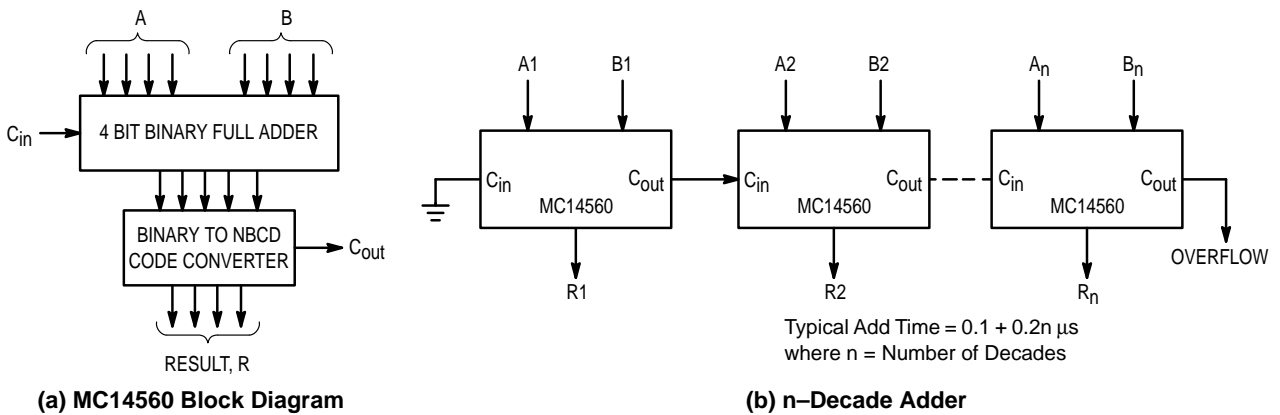 A
B
C_in
4 BIT BINARY FULL ADDER
BINARY TO NBCD
CODE CONVERTER
C_out
RESULT, R
(a) MC14560 Block Diagram
A1
B1
A2
B2
A_n
B_n
C_in
C_out
MC14560
C_in
C_out
MC14560
C_in
C_out
MC14560
R1
R2
R_n
OVERFLOW
Typical Add Time = 0.1 + 0.2n μs
where n = Number of Decades
(b) n–Decade Adder